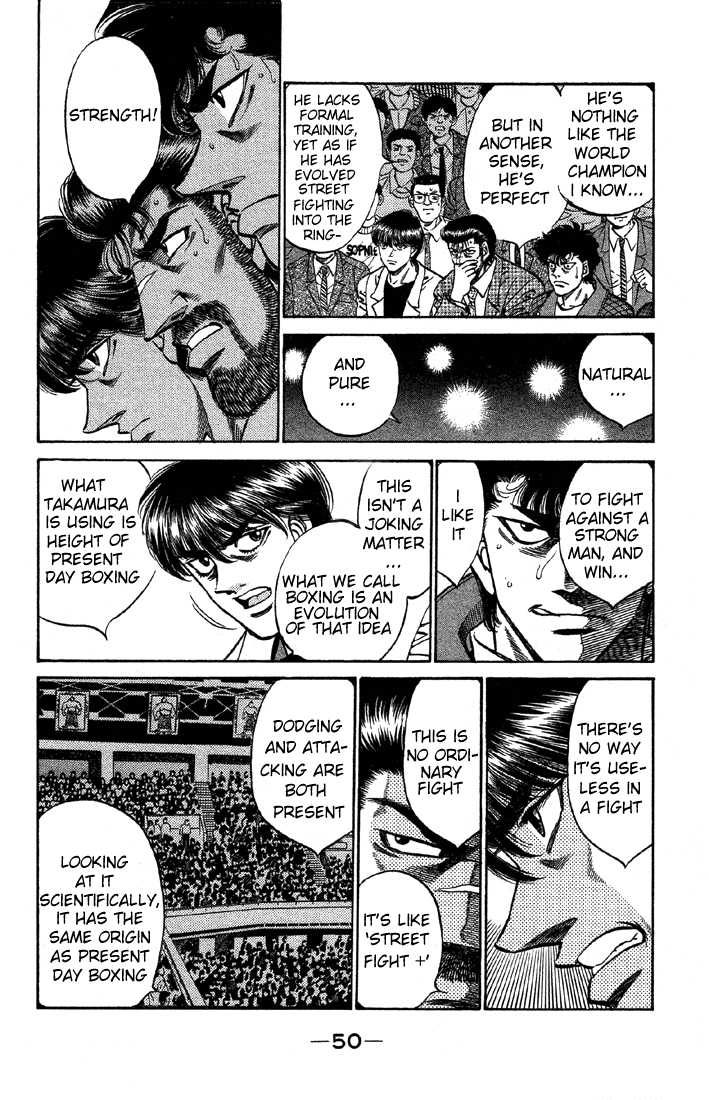 HE'S
NOTHING
LIKE THE
WORLD
CHAMPION
I KNOW...
BUT IN
ANOTHER
SENSE,
HE'S
PERFECT
HE LACKS
FORMAL
TRAINING,
YET AS IF
HE HAS
EVOLVED
STREET
FIGHTING
INTO THE
RING-
SOPHIE
STRENGTH!
NATURAL
...
AND
PURE
...
TO FIGHT
AGAINST A
STRONG
MAN, AND
WIN...
I
LIKE
IT
THIS
ISN'T A
JOKING
MATTER
...
WHAT WE CALL
BOXING IS AN
EVOLUTION
OF THAT IDEA
WHAT
TAKAMURA
IS USING IS
HEIGHT OF
PRESENT
DAY BOXING
THERE'S
NO WAY
IT'S USE-
LESS IN
A FIGHT
THIS IS
NO ORDI-
NARY
FIGHT
IT'S LIKE
'STREET
FIGHT +'
DODGING
AND ATTA-
CKING ARE
BOTH
PRESENT
LOOKING
AT IT
SCIENTIFICALLY,
IT HAS THE
SAME ORIGIN
AS PRESENT
DAY BOXING
—50—